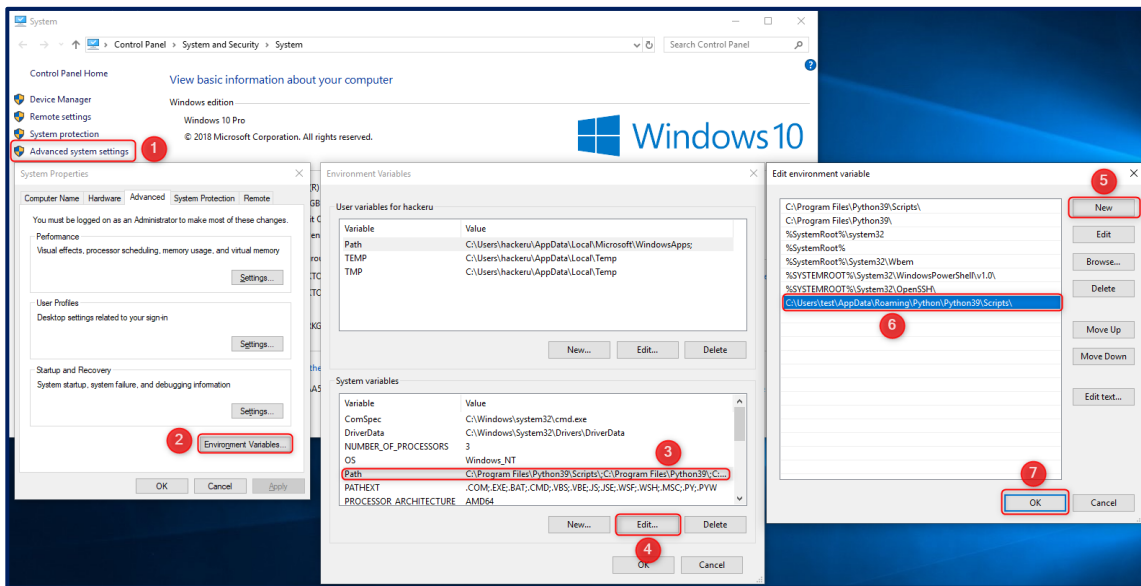 System
Control Panel > System and Security > System
Search Control Panel
Control Panel Home
Device Manager
Remote settings
System protection
Advanced system settings
1
View basic information about your computer
Windows edition
Windows 10 Pro
© 2018 Microsoft Corporation. All rights reserved.
Windows 10
System Properties
Computer Name Hardware Advanced System Protection Remote
You must be logged on as an Administrator to make most of these changes.
Performance
Visual effects, processor scheduling, memory usage, and virtual memory
Settings...
User Profiles
Desktop settings related to your sign-in
Settings...
Startup and Recovery
System startup, system failure, and debugging information
Settings...
2
Environment Variables...
OK Cancel Apply
Environment Variables
User variables for hackeru
Variable Value
Path C:\Users\hackeru\AppData\Local\Microsoft\WindowsApps;
TEMP C:\Users\hackeru\AppData\Local\Temp
TMP C:\Users\hackeru\AppData\Local\Temp
New... Edit... Delete
System variables
Variable Value
ComSpec C:\Windows\system32\cmd.exe
DriverData C:\Windows\System32\Drivers\DriverData
NUMBER_OF_PROCESSORS 3
OS Windows_NT
3
Path C:\Program Files\Python39\Scripts\;C:\Program Files\Python39\;C:...
PATHEXT .COM;.EXE;.BAT;.CMD;.VBS;.VBE;.JS;.JSE;.WSF;.WSH;.MSC;.PY;.PYW
PROCESSOR_ARCHITECTURE AMD64
New... Edit... Delete
4
OK Cancel
Edit environment variable
5
C:\Program Files\Python39\Scripts\
C:\Program Files\Python39\
%SystemRoot%\system32
%SystemRoot%
%SystemRoot%\System32\Wbem
%SYSTEMROOT%\System32\WindowsPowerShell\v1.0\
%SYSTEMROOT%\System32\OpenSSH\
C:\Users\test\AppData\Roaming\Python\Python39\Scripts\
6
New
Edit
Browse...
Delete
Move Up
Move Down
Edit text...
7
OK Cancel